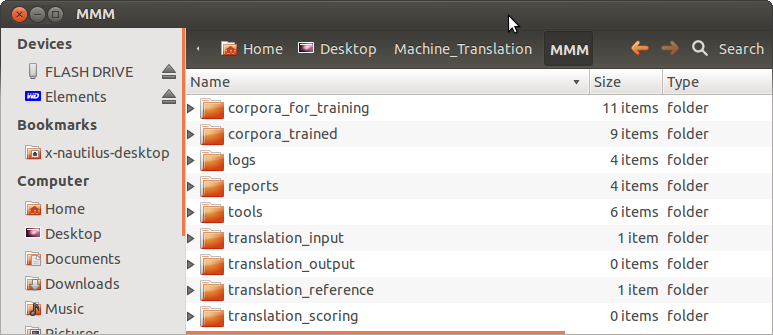 MMM
Devices
FLASH DRIVE
WD Elements
Bookmarks
x-nautilus-desktop
Computer
Home
Desktop
Documents
Downloads
Music
Pictures
Home Desktop Machine_Translation MMM Search
Name Size Type
corpora_for_training 11 items folder
corpora_trained 9 items folder
logs 4 items folder
reports 4 items folder
tools 6 items folder
translation_input 1 item folder
translation_output 0 items folder
translation_reference 1 item folder
translation_scoring 0 items folder